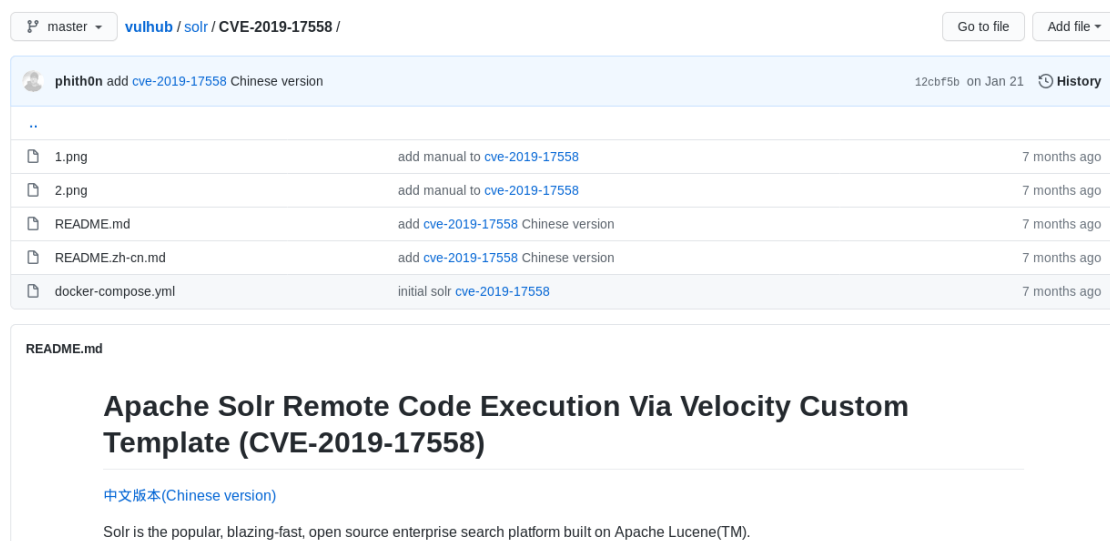 master vulhub / solr / CVE-2019-17558 / Go to file Add file
phith0n add cve-2019-17558 Chinese version 12cbf5b on Jan 21 History
..
1.png add manual to cve-2019-17558 7 months ago
2.png add manual to cve-2019-17558 7 months ago
README.md add cve-2019-17558 Chinese version 7 months ago
README.zh-cn.md add cve-2019-17558 Chinese version 7 months ago
docker-compose.yml initial solr cve-2019-17558 7 months ago
README.md
Apache Solr Remote Code Execution Via Velocity Custom
Template (CVE-2019-17558)
中文版本(Chinese version)
Solr is the popular, blazing-fast, open source enterprise search platform built on Apache Lucene(TM).